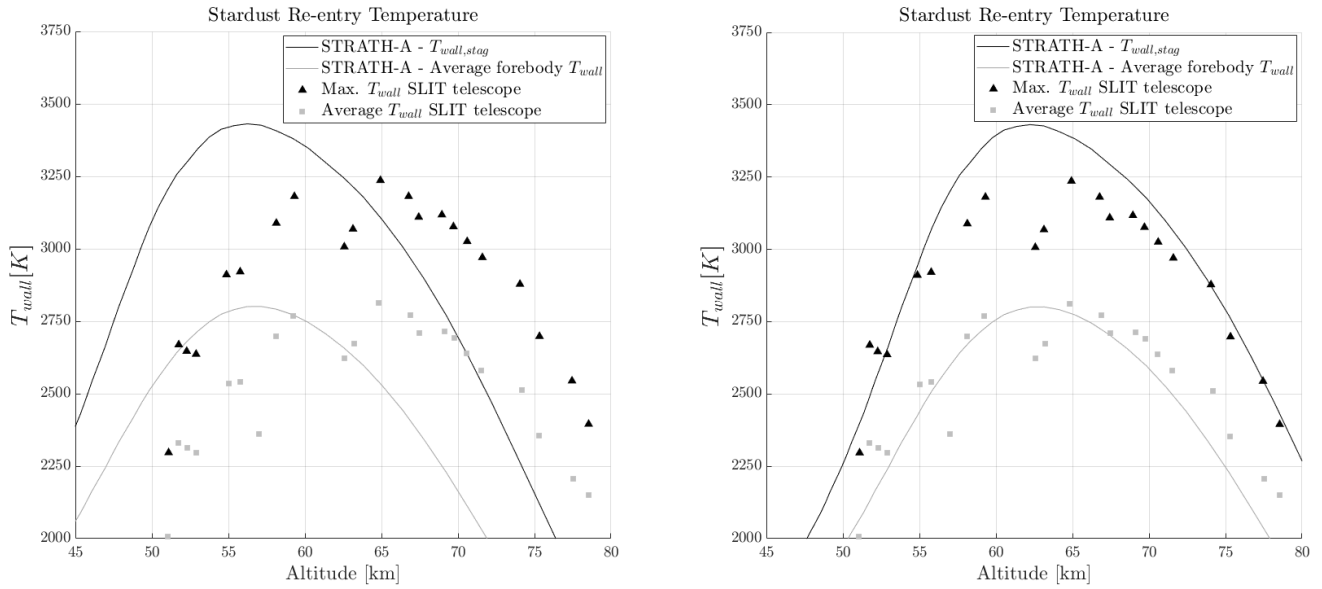 Stardust Re-entry Temperature
3750
3500
3250
3000
2750
2500
2250
2000
T_wall[K]
STRATH-A - T_wall,stag
STRATH-A - Average forebody T_wall
Max. T_wall SLIT telescope
Average T_wall SLIT telescope
45 50 55 60 65 70 75 80
Altitude [km]
Stardust Re-entry Temperature
3750
3500
3250
3000
2750
2500
2250
2000
T_wall[K]
STRATH-A - T_wall,stag
STRATH-A - Average forebody T_wall
Max. T_wall SLIT telescope
Average T_wall SLIT telescope
45 50 55 60 65 70 75 80
Altitude [km]